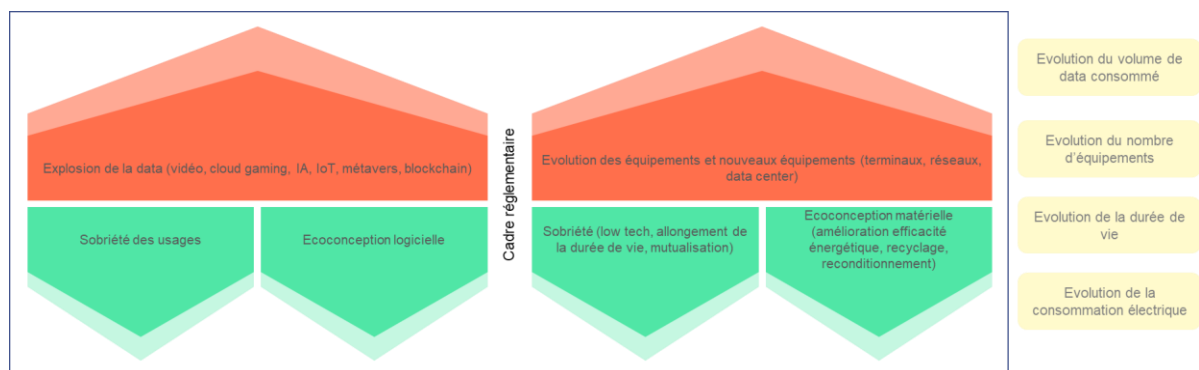 Explosion de la data (vidéo, cloud gaming, IA, IoT, métavers, blockchain)
Sobriété des usages
Ecoconception logicielle
Cadre réglementaire
Evolution des équipements et nouveaux équipements (terminaux, réseaux,
data center)
Sobriété (low tech, allongement de
la durée de vie, mutualisation)
Ecoconception matérielle
(amélioration efficacité
énergétique, recyclage,
reconditionnement)
Evolution du volume de
data consommé
Evolution du nombre
d'équipements
Evolution de la durée de
vie
Evolution de la
consommation électrique